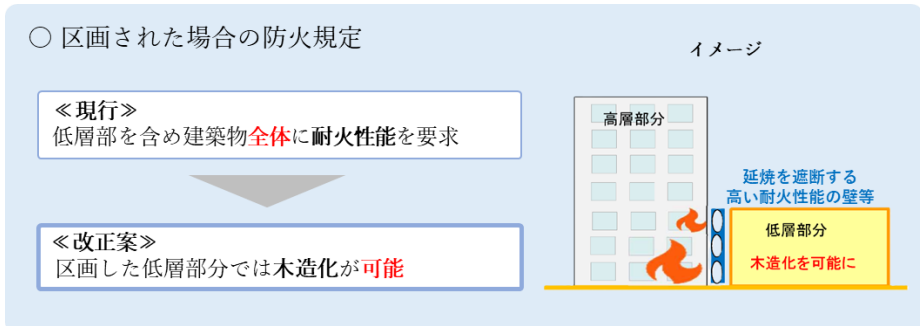 ○ 区画された場合の防火規定
イメージ
≪現行≫
低層部を含め建築物全体に耐火性能を要求
≪改正案≫
区画した低層部分では木造化が可能
高層部分
延焼を遮断する
高い耐火性能の壁等
低層部分
木造化を可能に